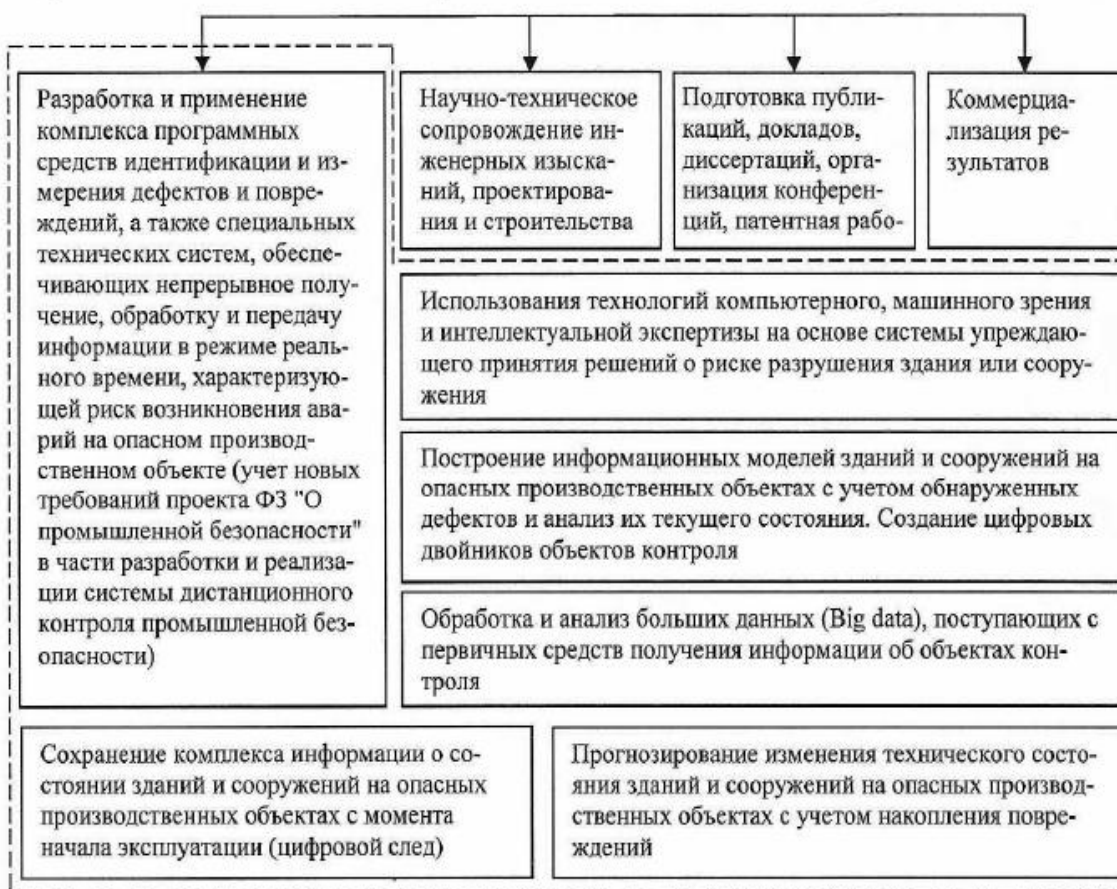 Разработка и применение
комплекса программных
средств идентификации и из-
мерения дефектов и повре-
ждений, а также специальных
технических систем, обеспе-
чивающих непрерывное полу-
чение, обработку и передачу
информации в режиме реаль-
ного времени, характеризую-
щей риск возникновения ава-
рий на опасном производ-
ственном объекте (учет новых
требований проекта ФЗ "О
промышленной безопасности"
в части разработки и реализа-
ции системы дистанционного
контроля промышленной без-
опасности)
Научно-техническое
сопровождение ин-
женерных изыска-
ний, проектирова-
ния и строительства
Подготовка публи-
каций, докладов,
диссертаций, орга-
низация конферен-
ций, патентная рабо-
Коммерциа-
лизация ре-
зультатов
Использования технологий компьютерного, машинного зрения
и интеллектуальной экспертизы на основе системы упреждаю-
щего принятия решений о риске разрушения здания или соору-
жения
Построение информационных моделей зданий и сооружений на
опасных производственных объектах с учетом обнаруженных
дефектов и анализ их текущего состояния. Создание цифровых
двойников объектов контроля
Обработка и анализ больших данных (Big data), поступающих с
первичных средств получения информации об объектах кон-
троля
Сохранение комплекса информации о со-
стоянии зданий и сооружений на опасных
производственных объектах с момента
начала эксплуатации (цифровой след)
Прогнозирование изменения технического состо-
яния зданий и сооружений на опасных производ-
ственных объектах с учетом накопления повре-
ждений